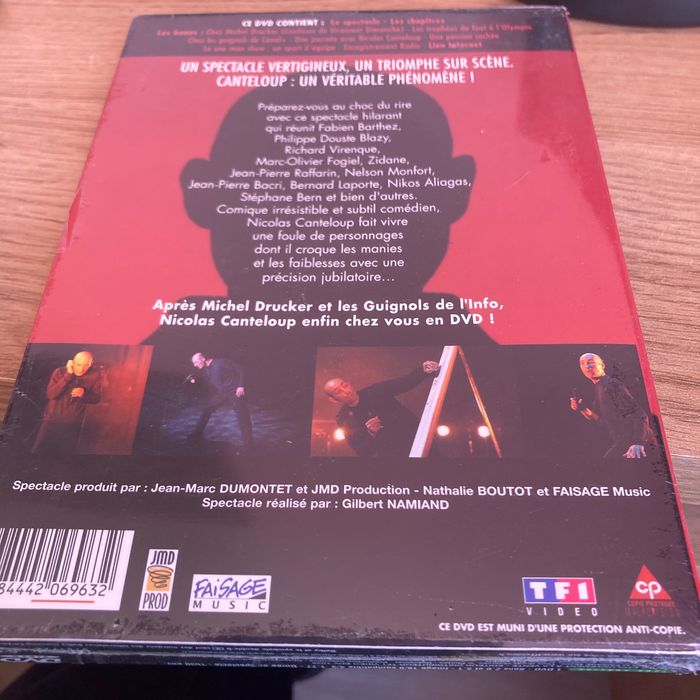 CE DVD CONTIENT : Le spectacle - Les chapitres
Les bonus : Chez Michel Drucker (Emissions de Vivement Dimanche) - Les trophées du foot à l'Olympia
Chez les guignols de Canal+ - Une journée avec Nicolas Canteloup - Une passion cachée
Le one man show : un sport d'équipe - Enregistrement Radio - Lien Internet
UN SPECTACLE VERTIGINEUX, UN TRIOMPHE SUR SCÈNE.
CANTELOUP : UN VÉRITABLE PHÉNOMÈNE !
Préparez-vous au choc du rire
avec ce spectacle hilarant
qui réunit Fabien Barthez,
Philippe Douste Blazy,
Richard Virenque,
Marc-Olivier Fogiel, Zidane,
Jean-Pierre Raffarin, Nelson Monfort,
Jean-Pierre Bacri, Bernard Laporte, Nikos Aliagas,
Stéphane Bern et bien d'autres.
Comique irrésistible et subtil comédien,
Nicolas Canteloup fait vivre
une foule de personnages
dont il croque les manies
et les faiblesses avec une
précision jubilatoire...
Après Michel Drucker et les Guignols de l'Info,
Nicolas Canteloup enfin chez vous en DVD !
Spectacle produit par : Jean-Marc DUMONTET et JMD Production - Nathalie BOUTOT et FAISAGE Music
Spectacle réalisé par : Gilbert NAMIAND
84442 069632
JMD
PROD
FAISAGE
MUSIC
TF1
VIDEO
cp
COPIE PROTÉGÉE
CE DVD EST MUNI D'UNE PROTECTION ANTI-COPIE.